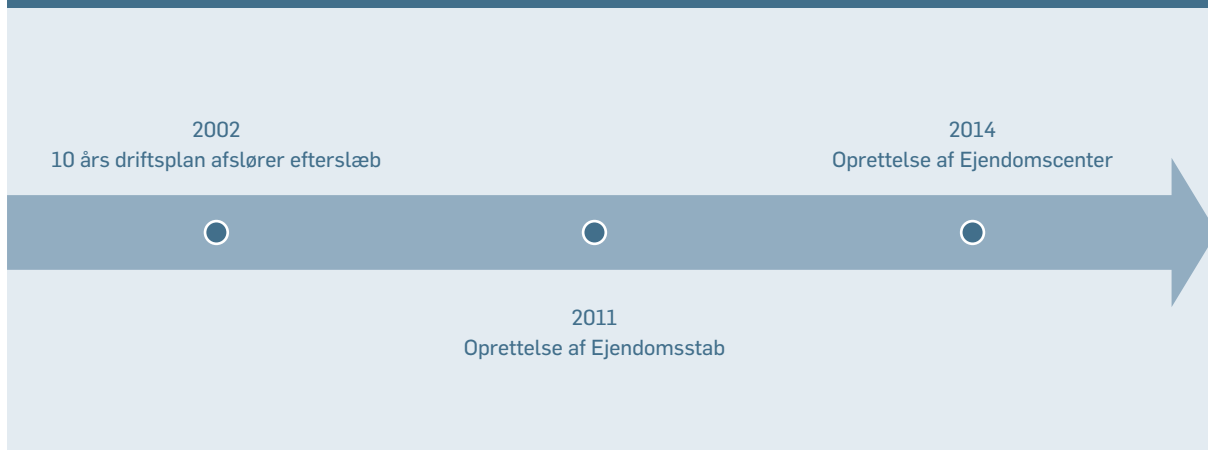 2002
10 års driftsplan afslører efterslæb
2011
Oprettelse af Ejendomsstab
2014
Oprettelse af Ejendomscenter